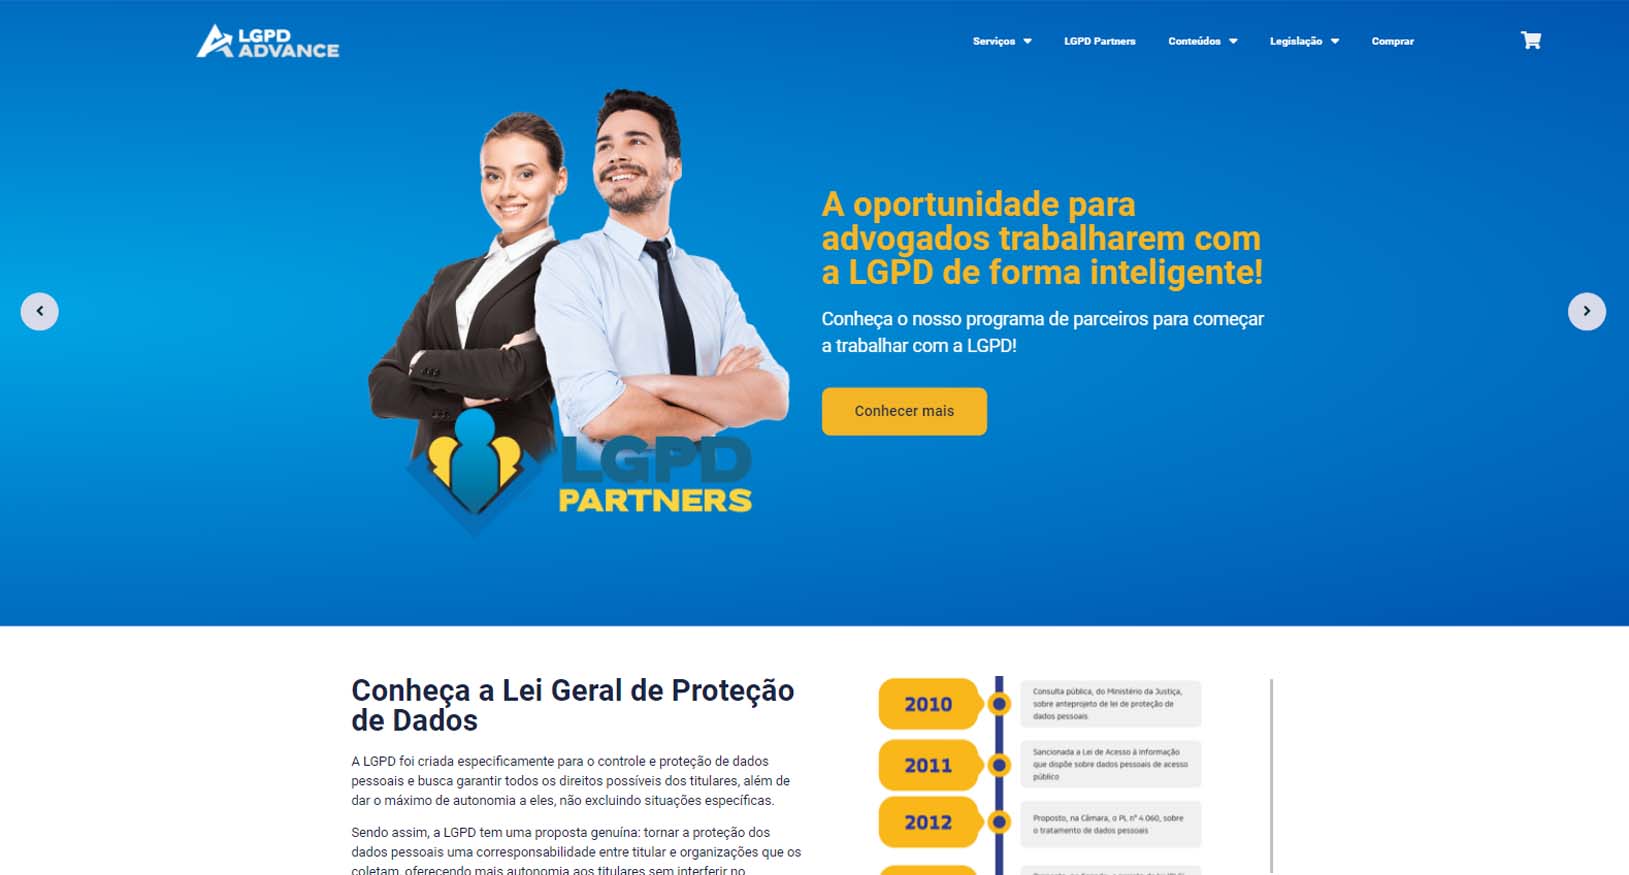 LGPD
ADVANCE
Serviços
LGPD Partners
Conteúdos
Legislação
Comprar
A oportunidade para
advogados trabalharem com
a LGPD de forma inteligente!
Conheça o nosso programa de parceiros para começar
a trabalhar com a LGPD!
Conhecer mais
LGPD
PARTNERS
Conheça a Lei Geral de Proteção
de Dados
A LGPD foi criada especificamente para o controle e proteção de dados
pessoais e busca garantir todos os direitos possíveis dos titulares, além de
dar o máximo de autonomia a eles, não excluindo situações específicas.
Sendo assim, a LGPD tem uma proposta genuína: tornar a proteção dos
dados pessoais uma corresponsabilidade entre titular e organizações que os
coletam, oferecendo mais autonomia aos titulares sem interferir no
2010
Consulta pública, do Ministério da Justiça,
sobre anteprojeto de lei de proteção de
dados pessoais
2011
Sancionada a Lei de Acesso à informação
que dispõe sobre dados pessoais de acesso
público
2012
Proposto, na Câmara, o PL nº 4.060, sobre
o tratamento de dados pessoais